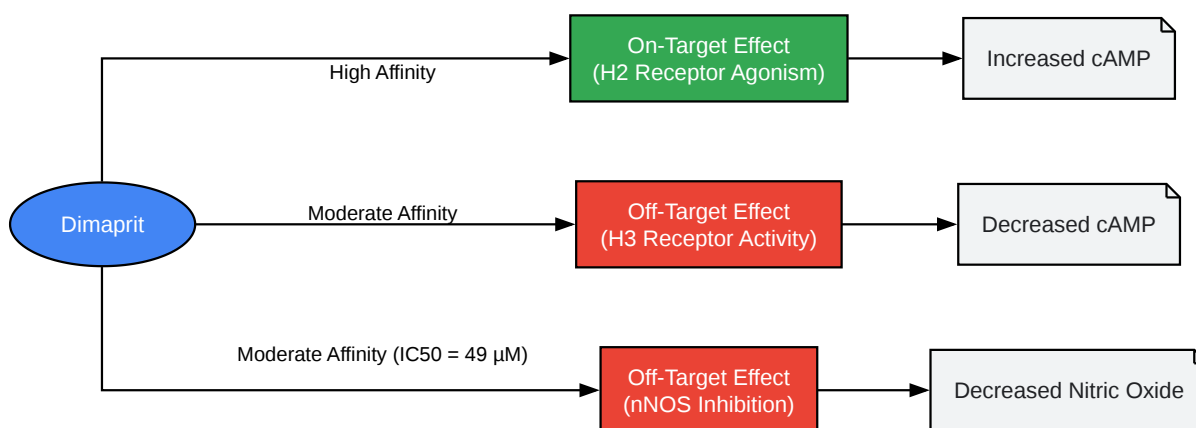 High Affinity
On-Target Effect
(H2 Receptor Agonism)
Increased cAMP
Dimaprit
Moderate Affinity
Off-Target Effect
(H3 Receptor Activity)
Decreased cAMP
Moderate Affinity (IC50 = 49 µM)
Off-Target Effect
(nNOS Inhibition)
Decreased Nitric Oxide